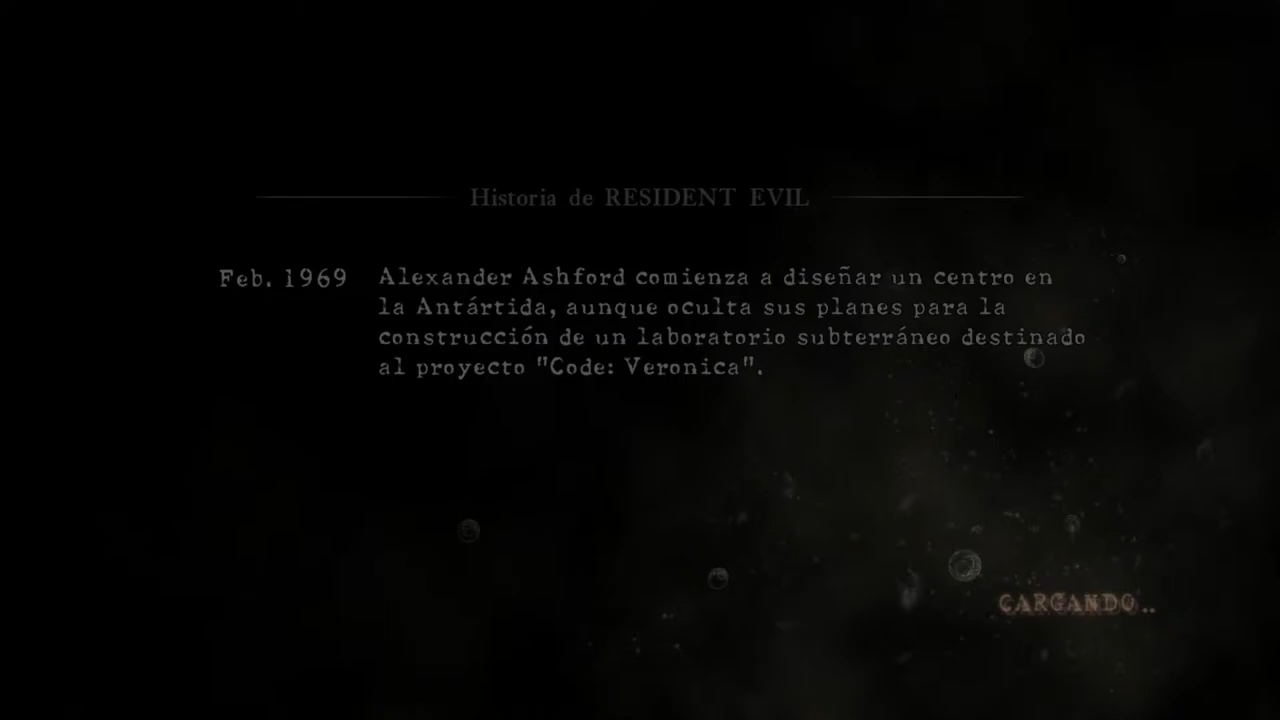 Historia de RESIDENT EVIL
Feb. 1969 Alexander Ashford comienza a diseñar un centro en
la Antártida, aunque oculta sus planes para la
construcción de un laboratorio subterráneo destinado
al proyecto "Code: Veronica".
CARGANDO..